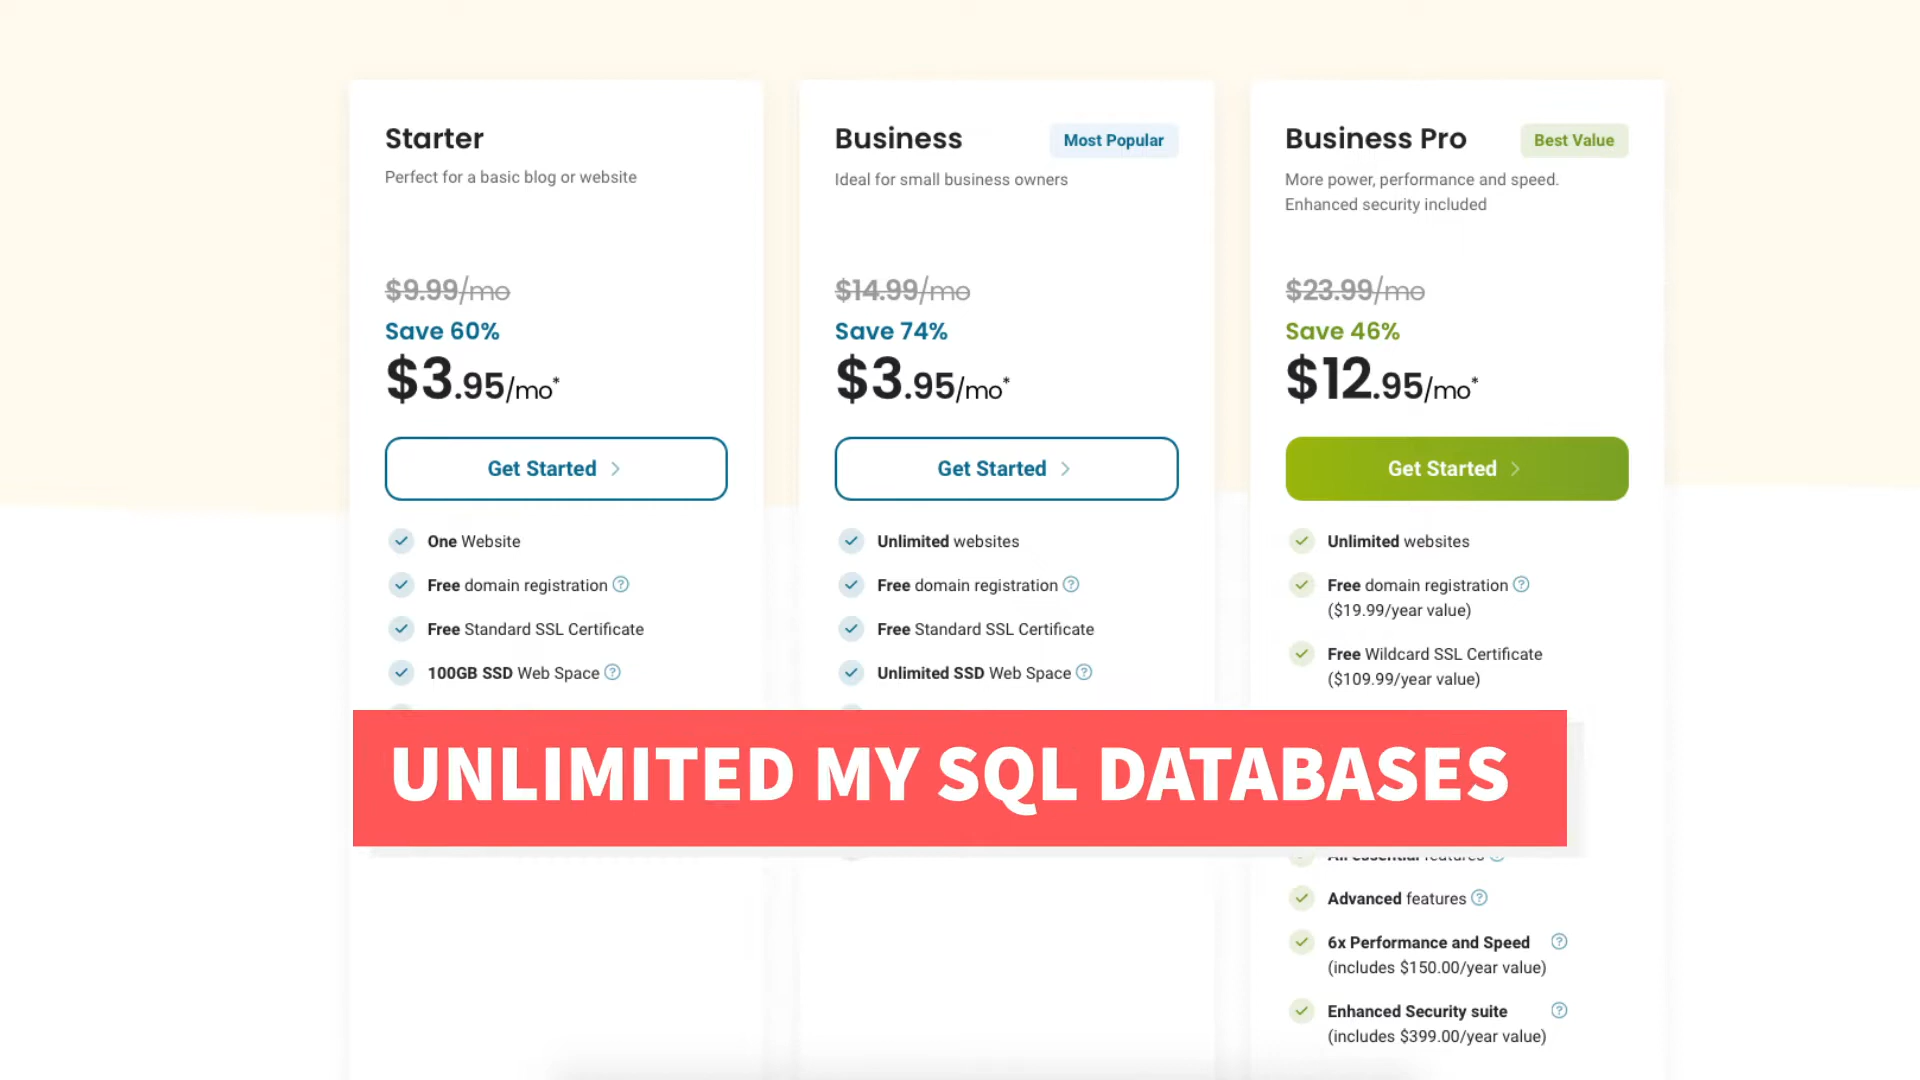 Starter
Perfect for a basic blog or website
$9.99/mo
Save 60%
$3.95/mo*
Get Started
One Website
Free domain registration
Free Standard SSL Certificate
100GB SSD Web Space
Business
Most Popular
Ideal for small business owners
$14.99/mo
Save 74%
$3.95/mo*
Get Started
Unlimited websites
Free domain registration
Free Standard SSL Certificate
Unlimited SSD Web Space
Business Pro
Best Value
More power, performance and speed.
Enhanced security included
$23.99/mo
Save 46%
$12.95/mo*
Get Started
Unlimited websites
Free domain registration
($19.99/year value)
Free Wildcard SSL Certificate
($109.99/year value)
UNLIMITED MY SQL DATABASES
All essential features
Advanced features
6x Performance and Speed
(includes $150.00/year value)
Enhanced Security suite
(includes $399.00/year value)